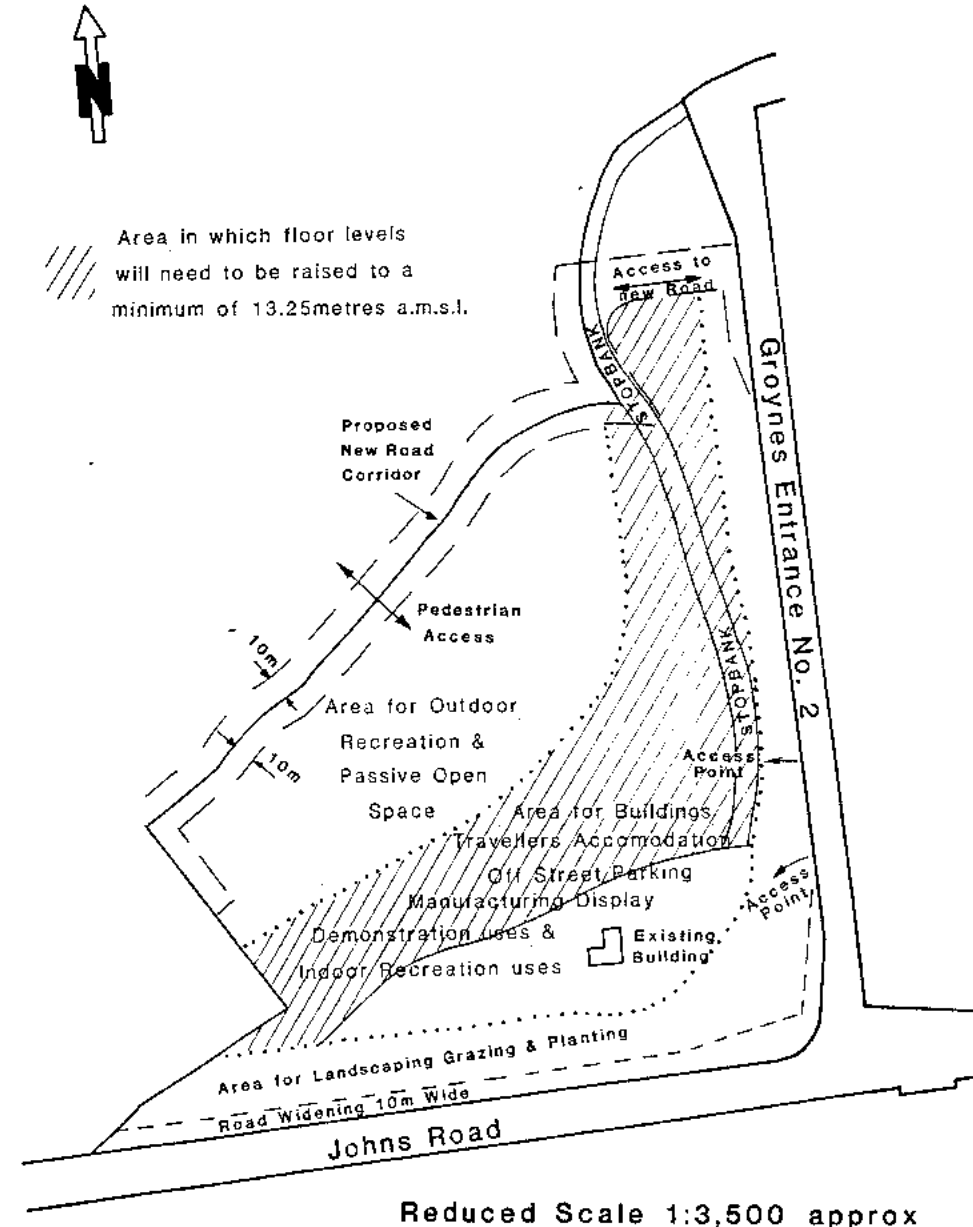 N
Area in which floor levels
will need to be raised to a
minimum of 13.25metres a.m.s.l.
Access to
new Road
STOPBANK
Groynes Entrance No. 2
Proposed
New Road
Corridor
Pedestrian
Access
10m
10m
STOPBANK
Area for Outdoor
Recreation &
Passive Open
Space
Access
Point
Area for Buildings
Travellers Accomodation
Off Street Parking
Manufacturing Display
Demonstration uses &
Indoor Recreation uses
Access
Point
Existing
Building
Area for Landscaping Grazing & Planting
Road Widening 10m Wide
Johns Road
Reduced Scale 1:3,500 approx